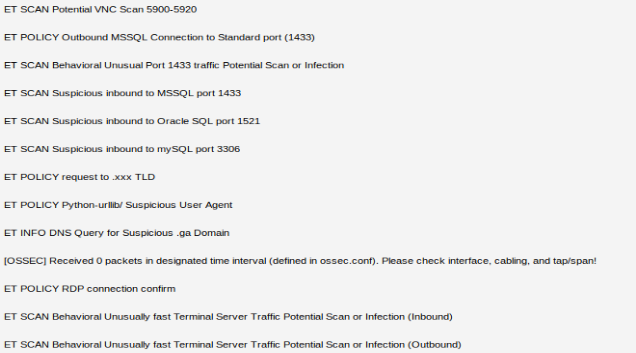 ET SCAN Potential VNC Scan 5900-5920
ET POLICY Outbound MSSQL Connection to Standard port (1433)
ET SCAN Behavioral Unusual Port 1433 traffic Potential Scan or Infection
ET SCAN Suspicious inbound to MSSQL port 1433
ET SCAN Suspicious inbound to Oracle SQL port 1521
ET SCAN Suspicious inbound to mySQL port 3306
ET POLICY request to .xxx TLD
ET POLICY Python-urllib/ Suspicious User Agent
ET INFO DNS Query for Suspicious .ga Domain
[OSSEC] Received 0 packets in designated time interval (defined in ossec.conf). Please check interface, cabling, and tap/span!
ET POLICY RDP connection confirm
ET SCAN Behavioral Unusually fast Terminal Server Traffic Potential Scan or Infection (Inbound)
ET SCAN Behavioral Unusually fast Terminal Server Traffic Potential Scan or Infection (Outbound)